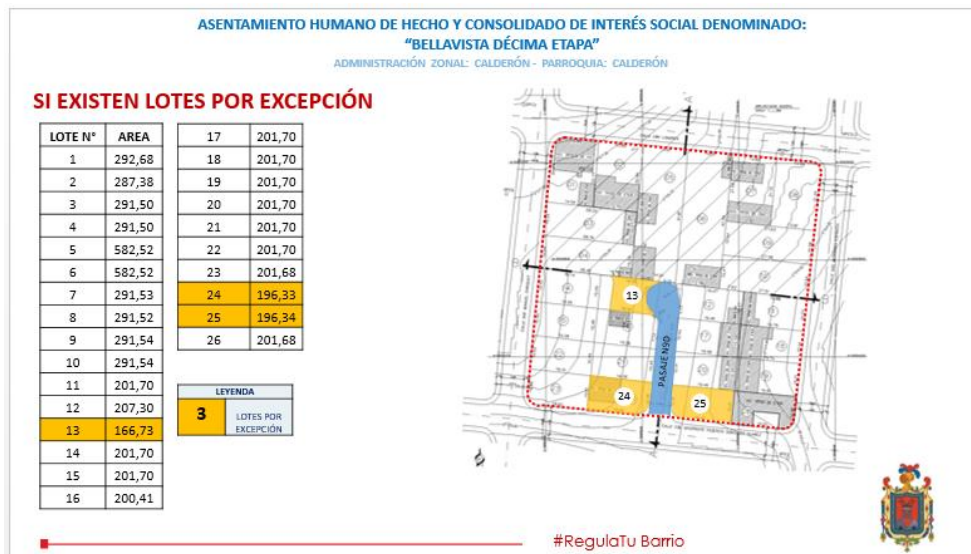 ASENTAMIENTO HUMANO DE HECHO Y CONSOLIDADO DE INTERÉS SOCIAL DENOMINADO:
“BELLAVISTA DÉCIMA ETAPA”
ADMINISTRACIÓN ZONAL: CALDERÓN - PARROQUIA: CALDERÓN
SI EXISTEN LOTES POR EXCEPCIÓN
LOTE N° AREA
1 292,68
2 287,38
3 291,50
4 291,50
5 582,52
6 582,52
7 291,53
8 291,52
9 291,54
10 291,54
11 201,70
12 207,30
13 166,73
14 201,70
15 201,70
16 200,41
17 201,70
18 201,70
19 201,70
20 201,70
21 201,70
22 201,70
23 201,68
24 196,33
25 196,34
26 201,68
LEYENDA
3 LOTES POR
EXCEPCIÓN
13
PASAJE N9D
24
25
#RegulaTu Barrio